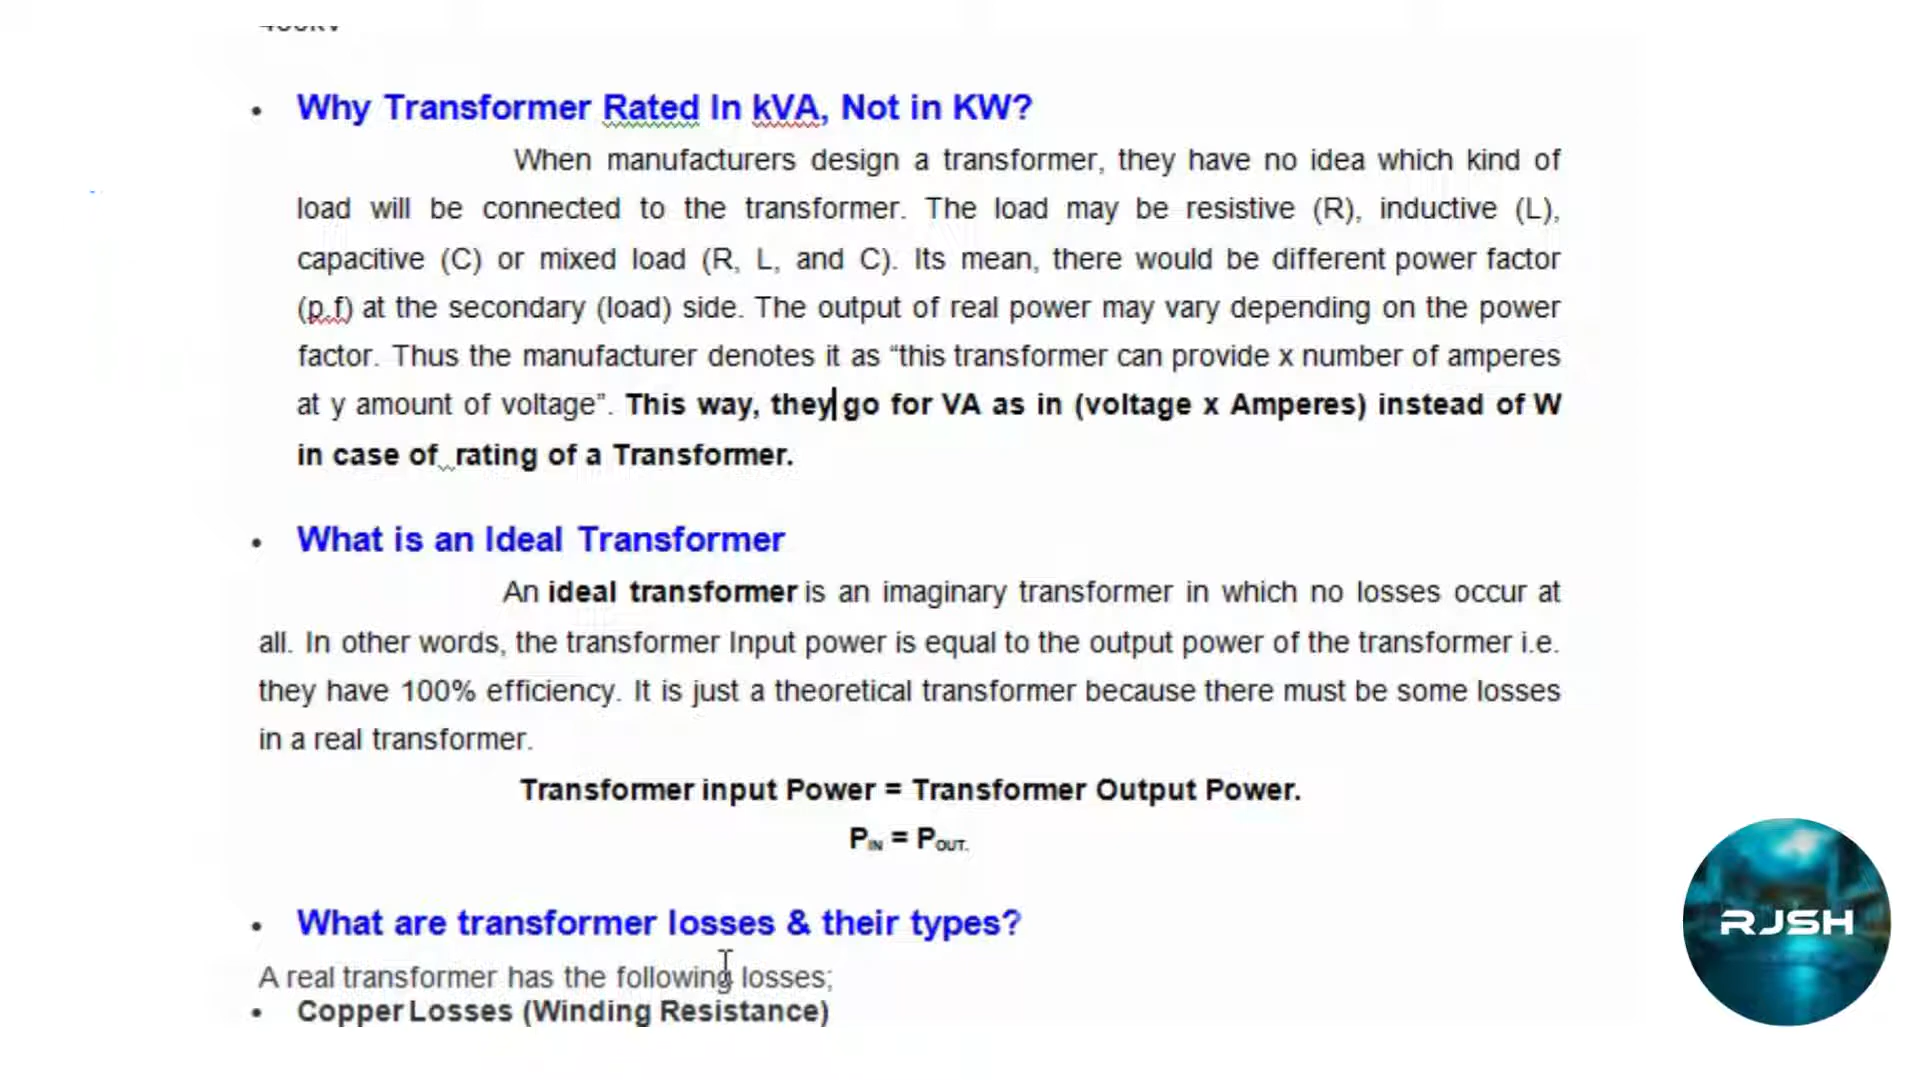 • Why Transformer Rated In kVA, Not in KW?
When manufacturers design a transformer, they have no idea which kind of
load will be connected to the transformer. The load may be resistive (R), inductive (L),
capacitive (C) or mixed load (R, L, and C). Its mean, there would be different power factor
(p.f) at the secondary (load) side. The output of real power may vary depending on the power
factor. Thus the manufacturer denotes it as “this transformer can provide x number of amperes
at y amount of voltage”. This way, they go for VA as in (voltage x Amperes) instead of W
in case of rating of a Transformer.
• What is an Ideal Transformer
An ideal transformer is an imaginary transformer in which no losses occur at
all. In other words, the transformer Input power is equal to the output power of the transformer i.e.
they have 100% efficiency. It is just a theoretical transformer because there must be some losses
in a real transformer.
Transformer input Power = Transformer Output Power.
PIN = POUT.
• What are transformer losses & their types?
A real transformer has the following losses;
• Copper Losses (Winding Resistance)
RJSH